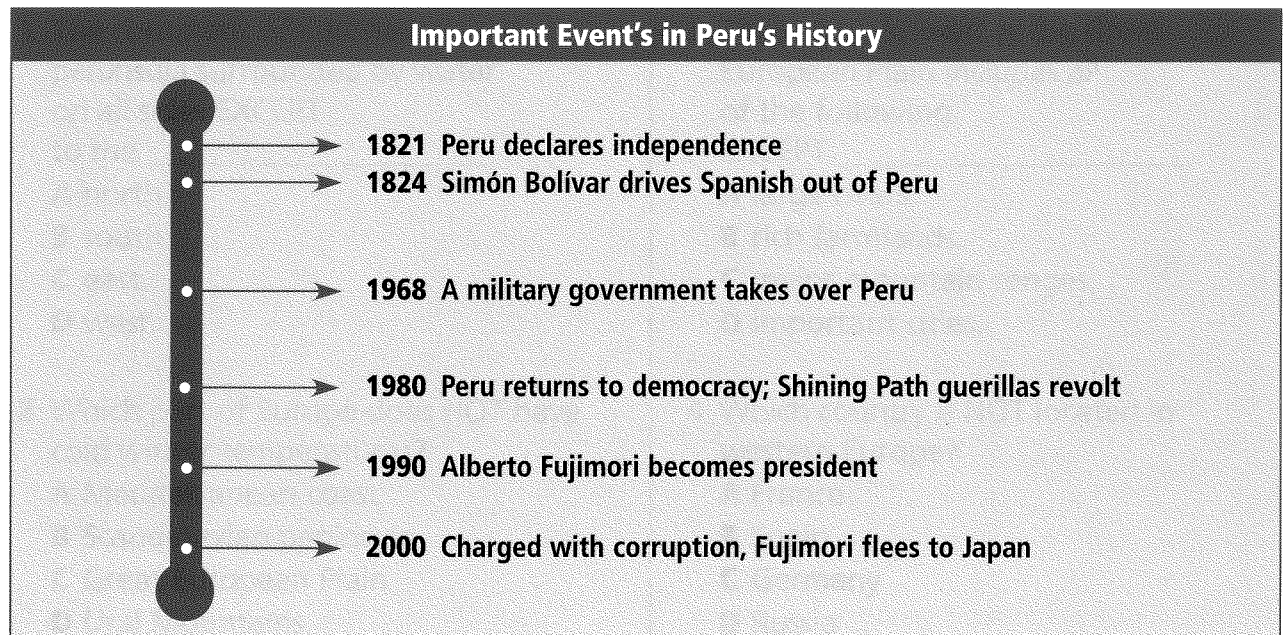 Important Event's in Peru's History
1821 Peru declares independence
1824 Simón Bolívar drives Spanish out of Peru
1968 A military government takes over Peru
1980 Peru returns to democracy; Shining Path guerillas revolt
1990 Alberto Fujimori becomes president
2000 Charged with corruption, Fujimori flees to Japan